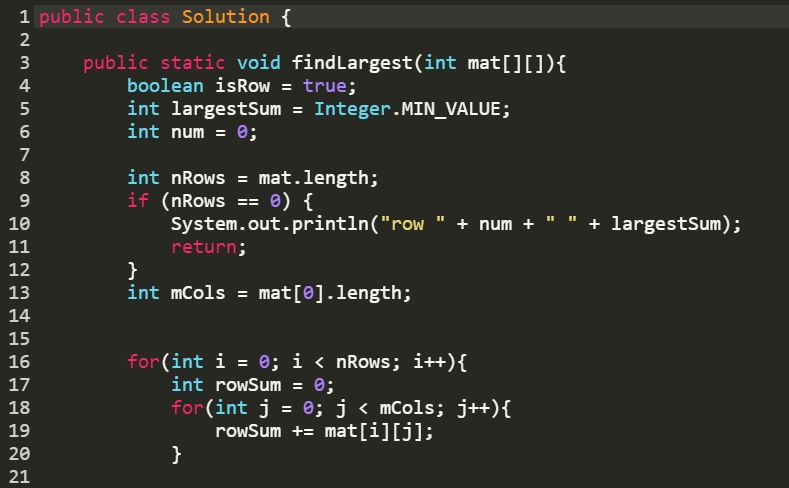 1 public class Solution {
2
3     public static void findLargest(int mat[][]){
4         boolean isRow = true;
5         int largestSum = Integer.MIN_VALUE;
6         int num = 0;
7
8         int nRows = mat.length;
9         if (nRows == 0) {
10             System.out.println("row " + num + " " + largestSum);
11             return;
12         }
13         int mCols = mat[0].length;
14
15
16         for(int i = 0; i < nRows; i++){
17             int rowSum = 0;
18             for(int j = 0; j < mCols; j++){
19                 rowSum += mat[i][j];
20             }
21